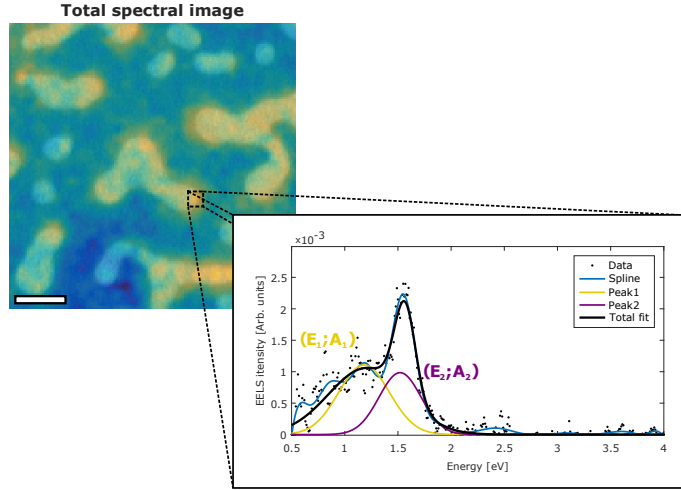 Total spectral image
×10⁻³
2.5
2
1.5
1
0.5
0
EELS itensity [Arb. units]
(E₁;A₁)
(E₂;A₂)
Data
Spline
Peak1
Peak2
Total fit
0.5 1 1.5 2 2.5 3 3.5 4
Energy [eV]